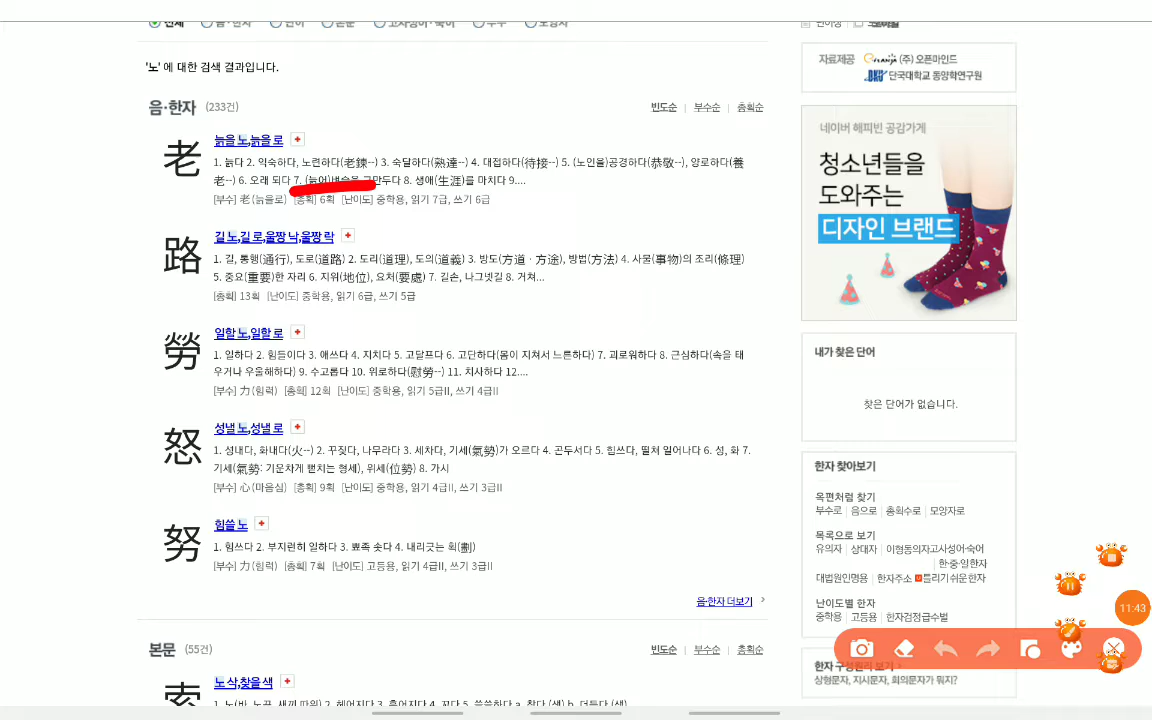 '노' 에 대한 검색 결과입니다.
음·한자 (233건)
빈도순 | 부수순 | 총획순
老
늙을 노,늙을 로
1. 늙다 2. 익숙하다, 노련하다(老鍊--) 3. 숙달하다(熟達--) 4. 대접하다(待接--) 5. (노인을)공경하다(恭敬--), 양로하다(養
老--) 6. 오래 되다 7. (늙어)벼슬을 그만두다 8. 생애(生涯)를 마치다 9....
[부수] 老 (늙을로) [총획] 6획 [난이도] 중학용, 읽기 7급, 쓰기 6급
路
길 노,길 로,울짱 낙,울짱 락
1. 길, 통행(通行), 도로(道路) 2. 도리(道理), 도의(道義) 3. 방도(方道ㆍ方途), 방법(方法) 4. 사물(事物)의 조리(條理)
5. 중요(重要)한 자리 6. 지위(地位), 요처(要處) 7. 길손, 나그넷길 8. 거쳐...
[총획] 13획 [난이도] 중학용, 읽기 6급, 쓰기 5급
勞
일할 노,일할 로
1. 일하다 2. 힘들이다 3. 애쓰다 4. 지치다 5. 고달프다 6. 고단하다(몸이 지쳐서 느른하다) 7. 괴로워하다 8. 근심하다(속을 태
우거나 우울해하다) 9. 수고롭다 10. 위로하다(慰勞--) 11. 치사하다 12....
[부수] 力 (힘력) [총획] 12획 [난이도] 중학용, 읽기 5급II, 쓰기 4급II
怒
성낼 노,성낼 로
1. 성내다, 화내다(火--) 2. 꾸짖다, 나무라다 3. 세차다, 기세(氣勢)가 오르다 4. 곤두서다 5. 힘쓰다, 떨쳐 일어나다 6. 성, 화 7.
기세(氣勢: 기운차게 뻗치는 형세), 위세(位勢) 8. 가시
[부수] 心 (마음심) [총획] 9획 [난이도] 중학용, 읽기 4급II, 쓰기 3급II
努
힘쓸 노
1. 힘쓰다 2. 부지런히 일하다 3. 뾰족 솟다 4. 내리긋는 획(劃)
[부수] 力 (힘력) [총획] 7획 [난이도] 고등용, 읽기 4급II, 쓰기 3급II
음·한자 더보기
본문 (55건)
빈도순 | 부수순 | 총획순
索
노 삭,찾을 색
자료제공 (주) 오픈마인드
DKU 단국대학교 동양학연구원
네이버 해피빈 공감가게
청소년들을
도와주는
디자인 브랜드
내가 찾은 단어
찾은 단어가 없습니다.
한자 찾아보기
옥편처럼 찾기
부수로 | 음으로 | 총획수로 | 모양자로
목록으로 보기
유의자 | 상대자 | 이형동의자고사성어·숙어
| 한·중·일한자
대법원인명용 | 한자주소 틀리기 쉬운 한자
난이도별 한자
중학용 | 고등용 | 한자검정급수별
한자 구성원리 보기
상형문자, 지시문자, 회의문자가 뭐지?
11:43